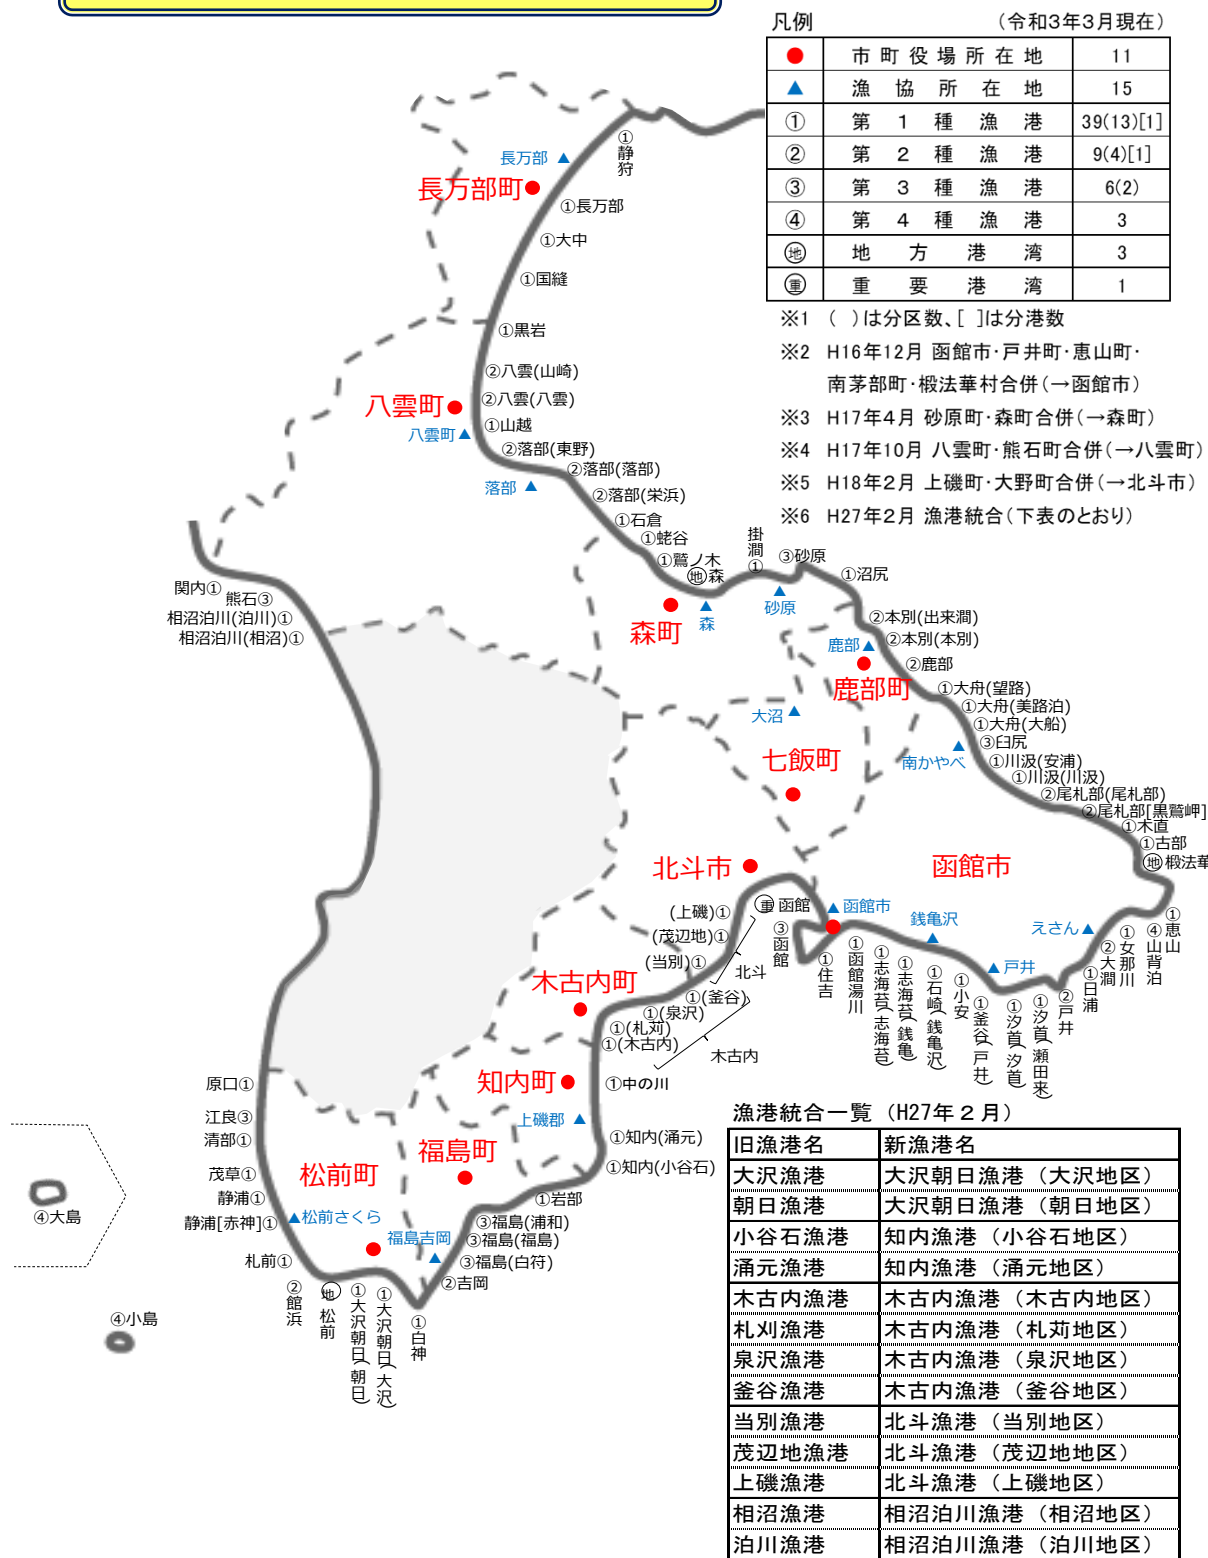 凡例 (令和3年3月現在)
● 市町役場所在地 11
▲ 漁協所在地 15
① 第1種漁港 39(13)[1]
② 第2種漁港 9(4)[1]
③ 第3種漁港 6(2)
④ 第4種漁港 3
㊞地 地方港湾 3
重 重要港湾 1
※1 ( )は分区数、[ ]は分港数
※2 H16年12月 函館市・戸井町・恵山町・
南茅部町・椴法華村合併(→函館市)
※3 H17年4月 砂原町・森町合併(→森町)
※4 H17年10月 八雲町・熊石町合併(→八雲町)
※5 H18年2月 上磯町・大野町合併(→北斗市)
※6 H27年2月 漁港統合(下表のとおり)
①静狩
長万部▲
長万部町
①長万部
①大中
①国縫
①黒岩
②八雲(山崎)
②八雲(八雲)
八雲町
①山越
八雲町▲
②落部(東野)
②落部(落部)
落部▲
②落部(栄浜)
①石倉
①蛯谷
①鷲ノ木
地森
掛澗①
③砂原
①沼尻
▲砂原
▲森
森町
②本別(出来澗)
②本別(本別)
鹿部▲
②鹿部
鹿部町
①大舟(望路)
①大舟(美路泊)
①大舟(大船)
③臼尻
大沼▲
南かやべ▲
①川汲(安浦)
①川汲(川汲)
七飯町
②尾札部(尾札部)
②尾札部[黒鷲岬]
①木直
①古部
地椴法華
函館市
北斗市
関内①
熊石③
相沼泊川(泊川)①
相沼泊川(相沼)①
重函館
③函館
▲函館市
銭亀沢▲
えさん▲
▲戸井
①恵山
④山背泊
①女那川
②大澗
①日浦
②戸井
①汐首(瀬田来)
①汐首(汐首)
①釜谷(戸井)
①小安
①石崎(銭亀沢)
①志海苔(銭亀)
①志海苔(志海苔)
①函館湯川
①住吉
(上磯)①
(茂辺地)①
(当別)①
北斗
木古内町
①(釜谷)
①(泉沢)
①(札苅)
①(木古内)
木古内
知内町
①中の川
上磯郡▲
①知内(涌元)
①知内(小谷石)
福島町
①岩部
③福島(浦和)
③福島(福島)
③福島(白符)
②吉岡
福島吉岡▲
松前町
▲松前さくら
原口①
江良③
清部①
茂草①
静浦①
静浦[赤神]①
札前①
②館浜
地松前
①大沢朝日(朝日)
①大沢朝日(大沢)
①白神
④大島
④小島
漁港統合一覧(H27年2月)
旧漁港名 新漁港名
大沢漁港 大沢朝日漁港(大沢地区)
朝日漁港 大沢朝日漁港(朝日地区)
小谷石漁港 知内漁港(小谷石地区)
涌元漁港 知内漁港(涌元地区)
木古内漁港 木古内漁港(木古内地区)
札刈漁港 木古内漁港(札苅地区)
泉沢漁港 木古内漁港(泉沢地区)
釜谷漁港 木古内漁港(釜谷地区)
当別漁港 北斗漁港(当別地区)
茂辺地漁港 北斗漁港(茂辺地地区)
上磯漁港 北斗漁港(上磯地区)
相沼漁港 相沼泊川漁港(相沼地区)
泊川漁港 相沼泊川漁港(泊川地区)